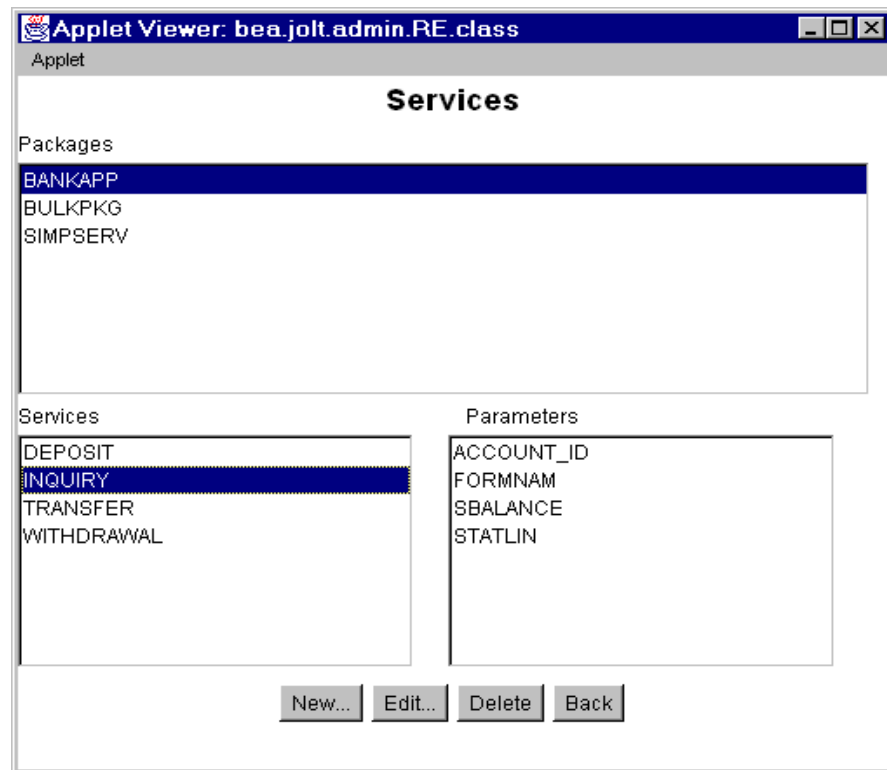 Applet Viewer: bea.jolt.admin.RE.class
Applet
Services
Packages
BANKAPP
BULKPKG
SIMPSERV
Services
DEPOSIT
INQUIRY
TRANSFER
WITHDRAWAL
Parameters
ACCOUNT_ID
FORMNAM
SBALANCE
STATLIN
New... Edit... Delete Back